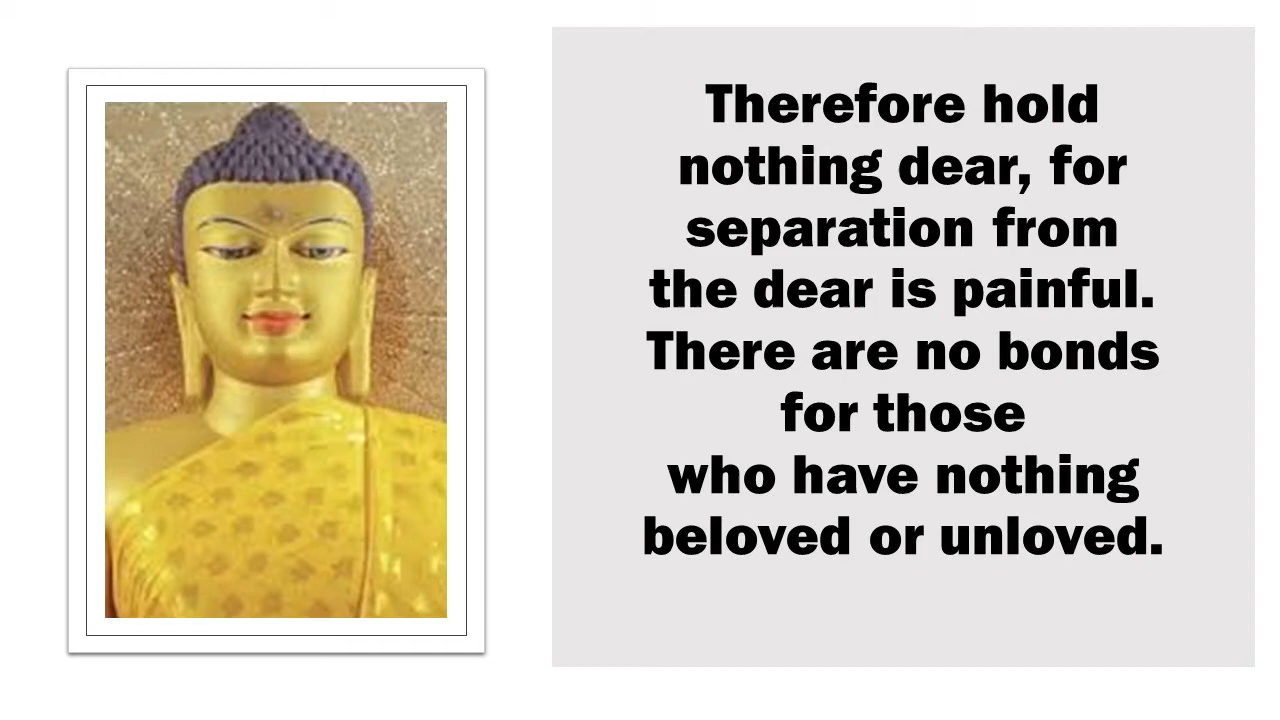 Therefore hold
nothing dear, for
separation from
the dear is painful.
There are no bonds
for those
who have nothing
beloved or unloved.